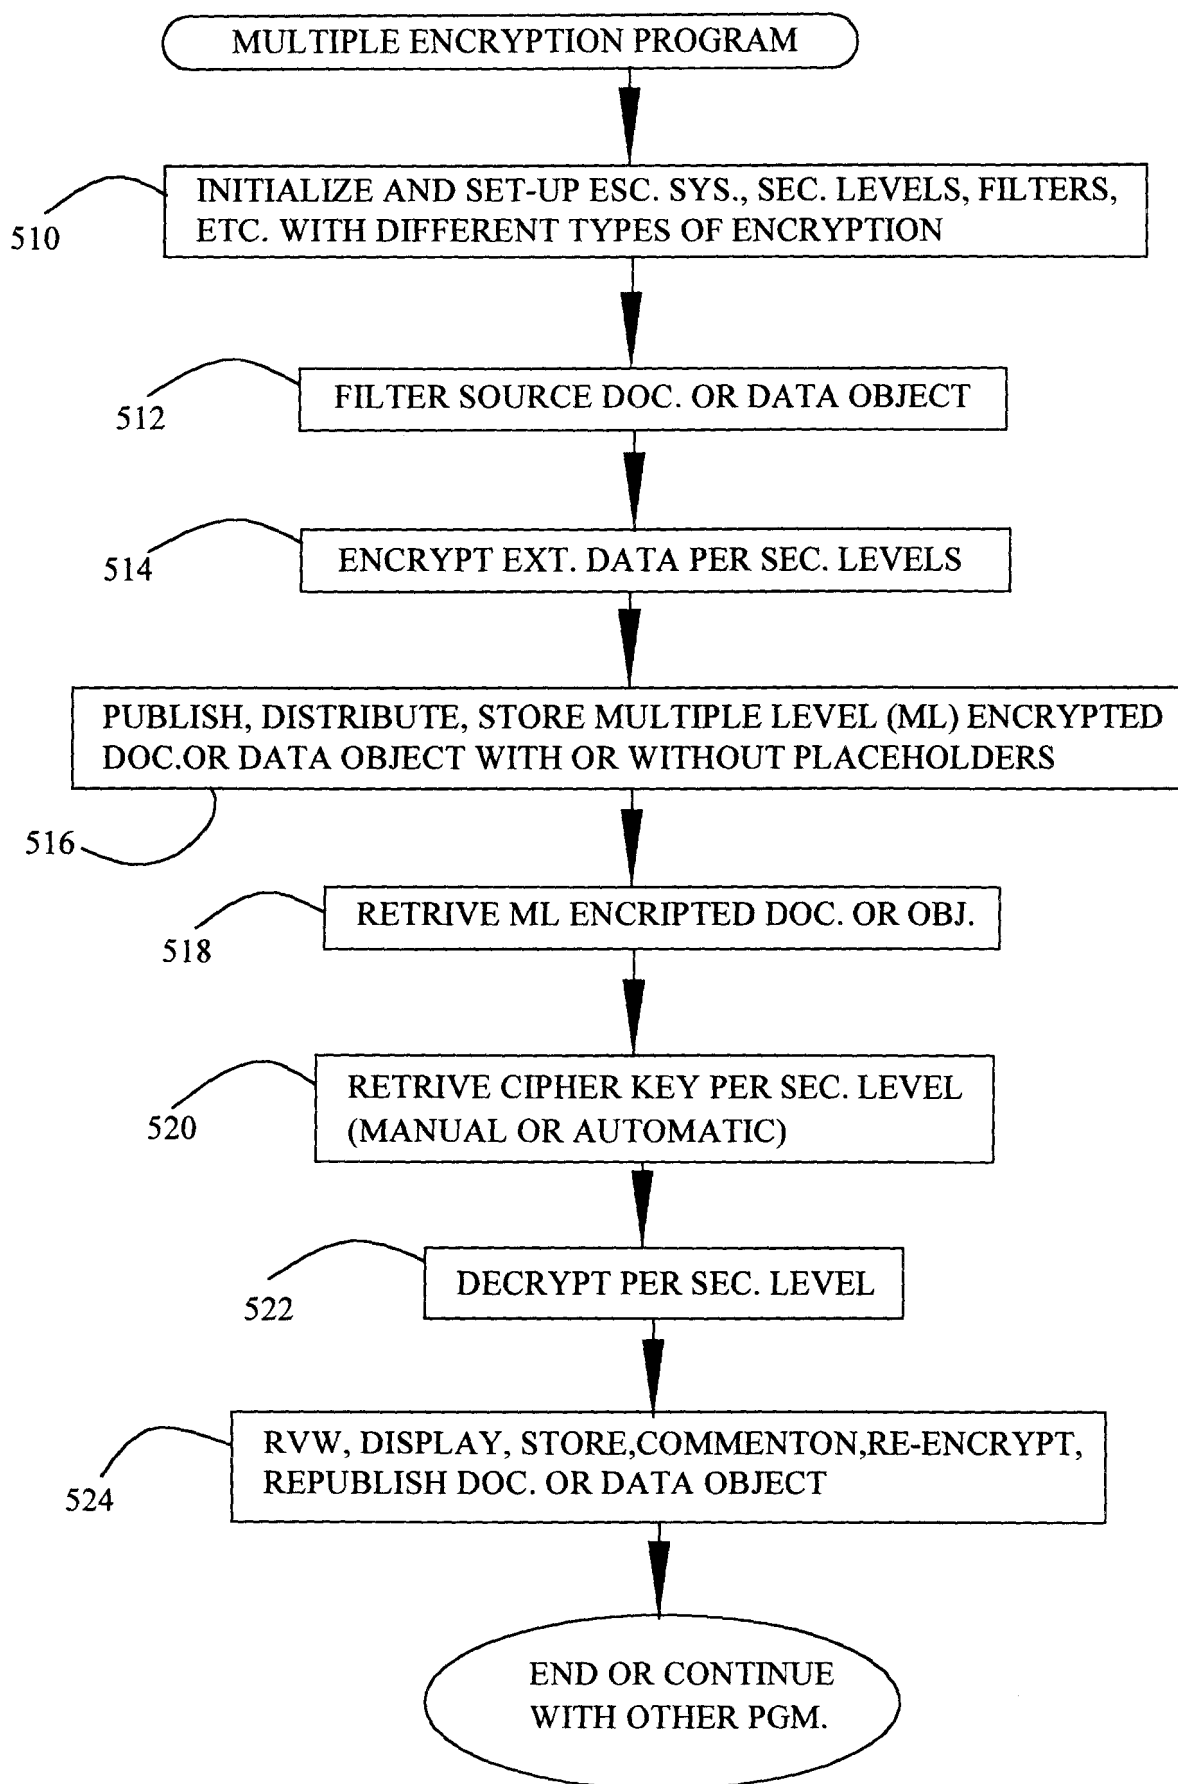 MULTIPLE ENCRYPTION PROGRAM
INITIALIZE AND SET-UP ESC. SYS., SEC. LEVELS, FILTERS,
ETC. WITH DIFFERENT TYPES OF ENCRYPTION
510
FILTER SOURCE DOC. OR DATA OBJECT
512
ENCRYPT EXT. DATA PER SEC. LEVELS
514
PUBLISH, DISTRIBUTE, STORE MULTIPLE LEVEL (ML) ENCRYPTED
DOC.OR DATA OBJECT WITH OR WITHOUT PLACEHOLDERS
516
RETRIVE ML ENCRIPTED DOC. OR OBJ.
518
RETRIVE CIPHER KEY PER SEC. LEVEL
(MANUAL OR AUTOMATIC)
520
DECRYPT PER SEC. LEVEL
522
RVW, DISPLAY, STORE,COMMENTON,RE-ENCRYPT,
REPUBLISH DOC. OR DATA OBJECT
524
END OR CONTINUE
WITH OTHER PGM.